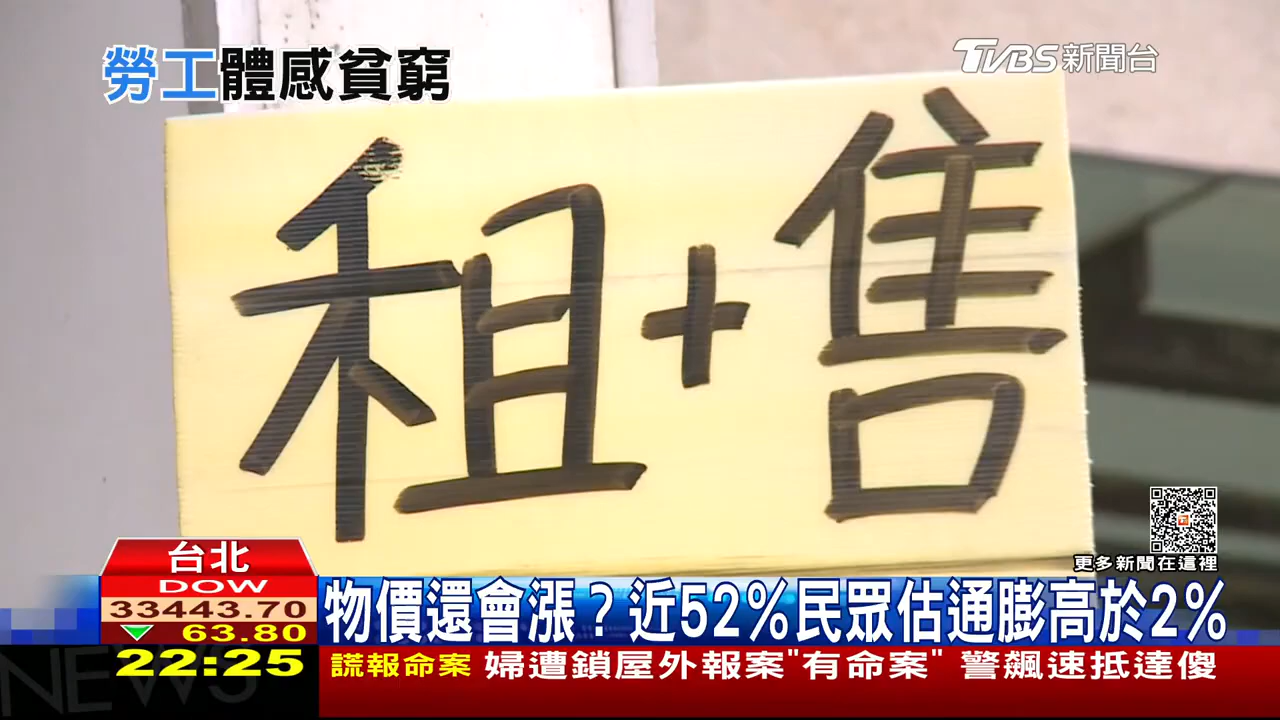 勞工體感貧窮
TVBS新聞台
租+售
更多新聞在這裡
台北
DOW
33443.70
63.80
22:25
物價還會漲?近52%民眾估通膨高於2%
謊報命案 婦遭鎖屋外報案"有命案" 警飆速抵達傻
NEWS